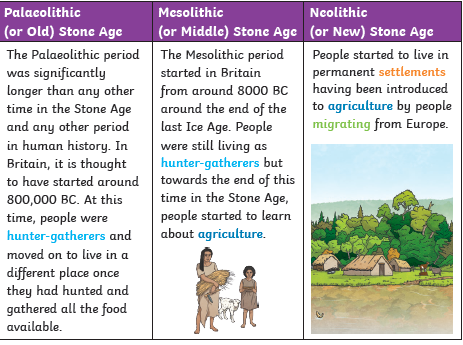 Palaeolithic
(or Old) Stone Age
The Palaeolithic period
was significantly
longer than any other
time in the Stone Age
and any other period
in human history. In
Britain, it is thought
to have started around
800,000 BC. At this
time, people were
hunter-gatherers and
moved on to live in a
different place once
they had hunted and
gathered all the food
available.
Mesolithic
(or Middle) Stone Age
The Mesolithic period
started in Britain
from around 8000 BC
around the end of the
last Ice Age. People
were still living as
hunter-gatherers but
towards the end of this
time in the Stone Age,
people started to learn
about agriculture.
Neolithic
(or New) Stone Age
People started to live in
permanent settlements
having been introduced
to agriculture by people
migrating from Europe.